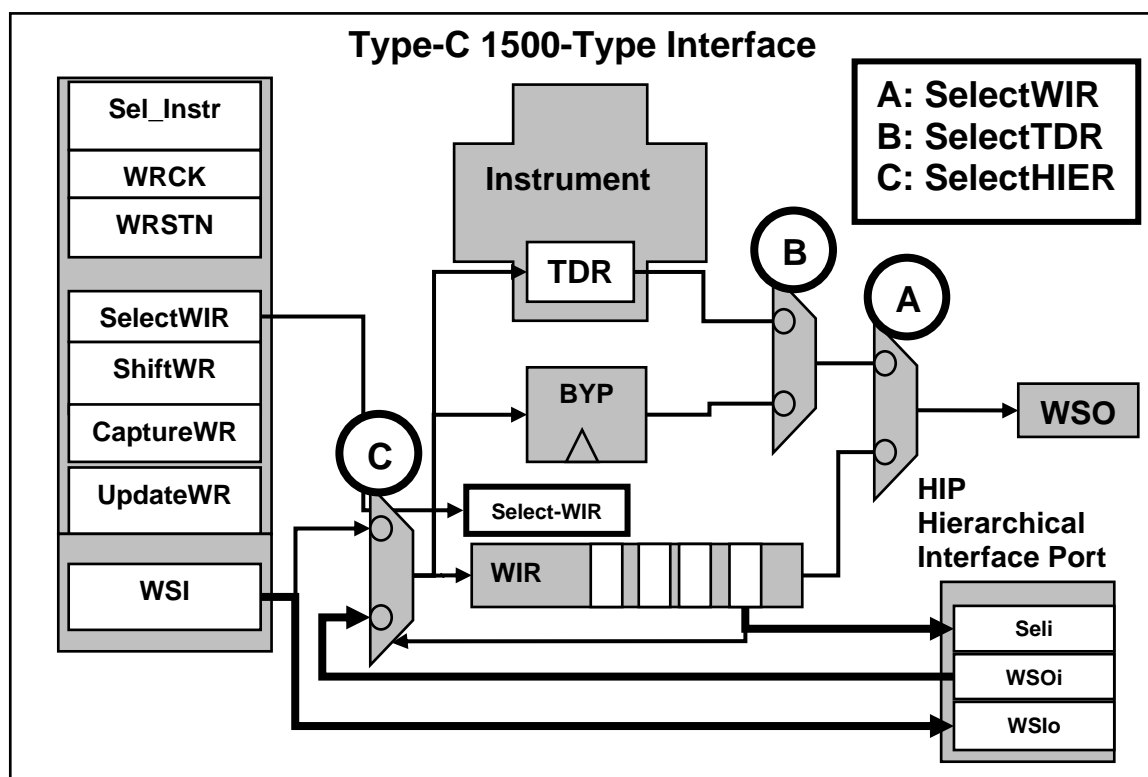 Type-C 1500-Type Interface
Sel_Instr
WRCK
WRSTN
SelectWIR
ShiftWR
CaptureWR
UpdateWR
WSI
Instrument
TDR
BYP
Select-WIR
WIR
C
B
A
A: SelectWIR
B: SelectTDR
C: SelectHIER
WSO
HIP
Hierarchical
Interface Port
Seli
WSOi
WSIo